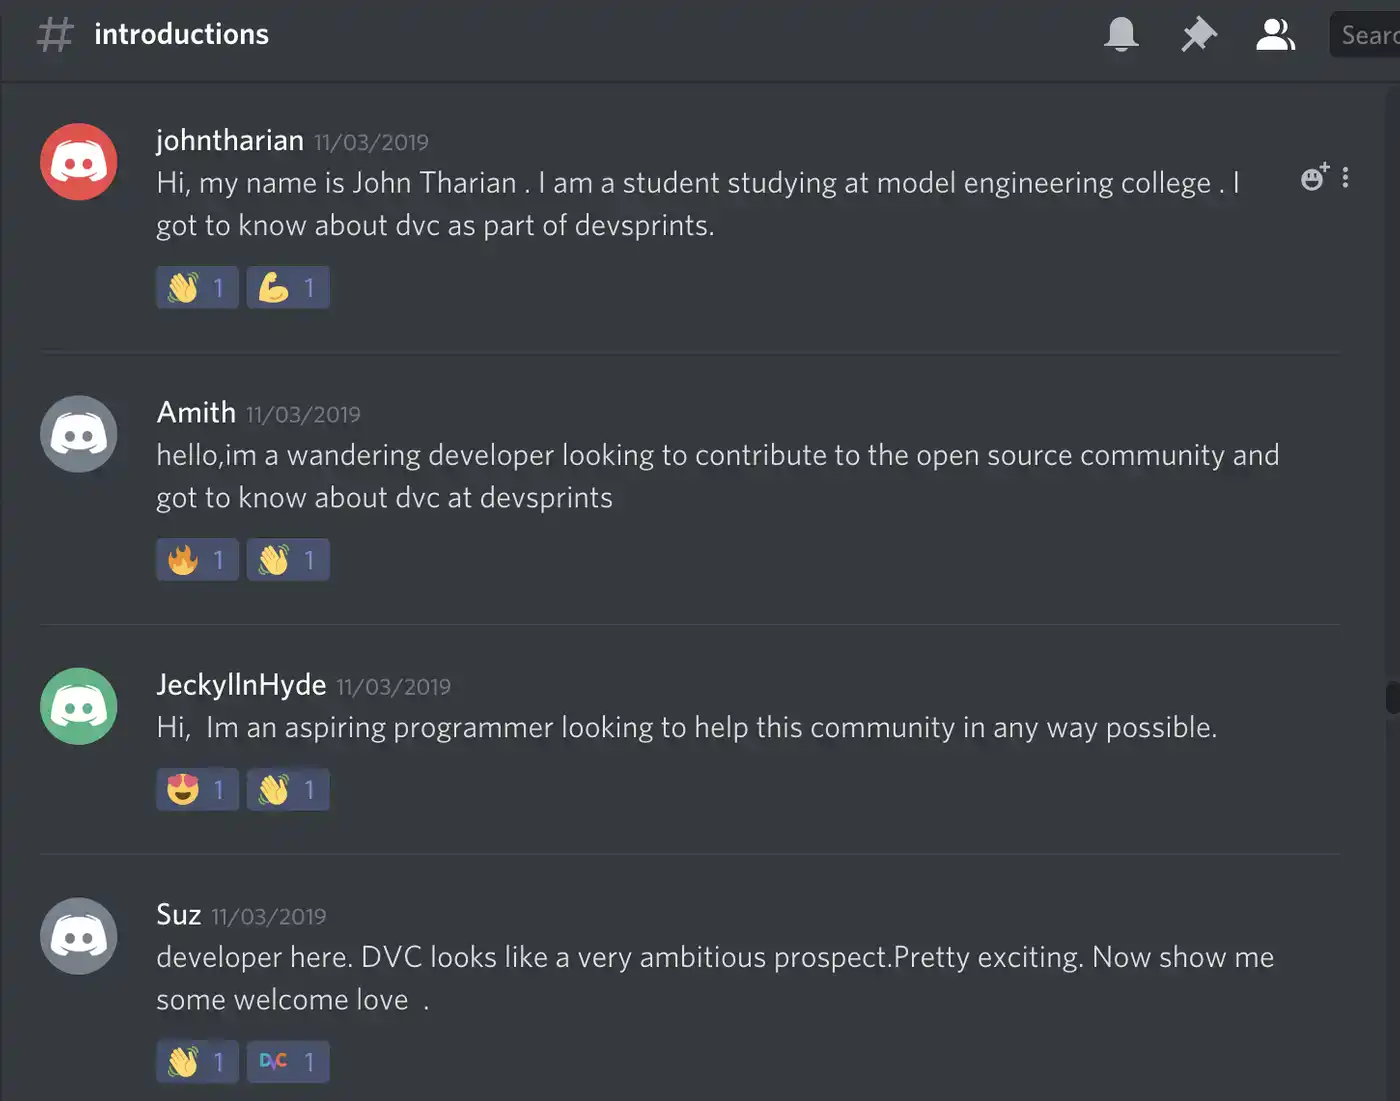 # introductions
Searc
johntharian 11/03/2019
Hi, my name is John Tharian . I am a student studying at model engineering college . I
got to know about dvc as part of devsprints.
1 1
Amith 11/03/2019
hello,im a wandering developer looking to contribute to the open source community and
got to know about dvc at devsprints
1 1
JeckyllnHyde 11/03/2019
Hi,  Im an aspiring programmer looking to help this community in any way possible.
1 1
Suz 11/03/2019
developer here. DVC looks like a very ambitious prospect.Pretty exciting. Now show me
some welcome love  .
1 DVC 1